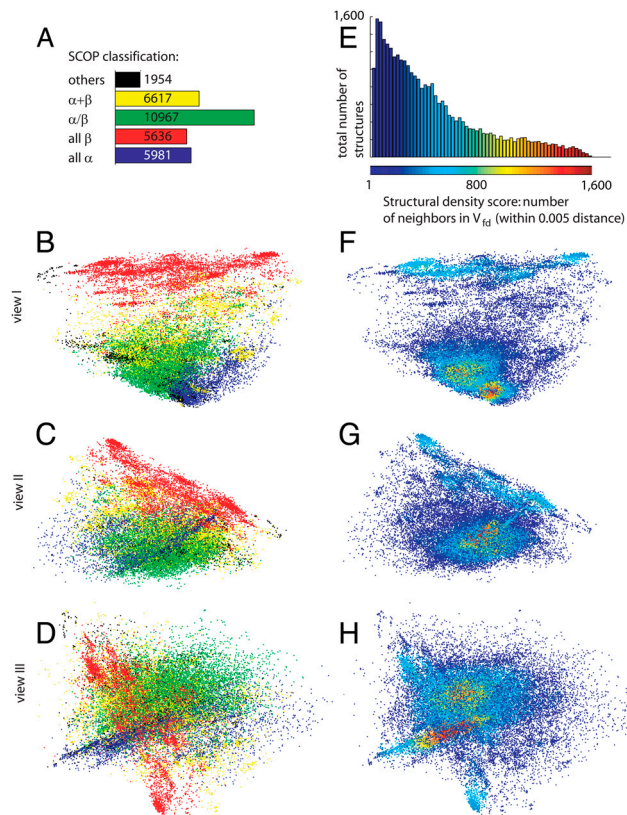 A
SCOP classification:
others 1954
α+β 6617
α/β 10967
all β 5636
all α 5981
E
1,600
total number of
structures
1 800 1,600
Structural density score: number
of neighbors in Vfd (within 0.005 distance)
B
F
view I
C
G
view II
D
H
view III